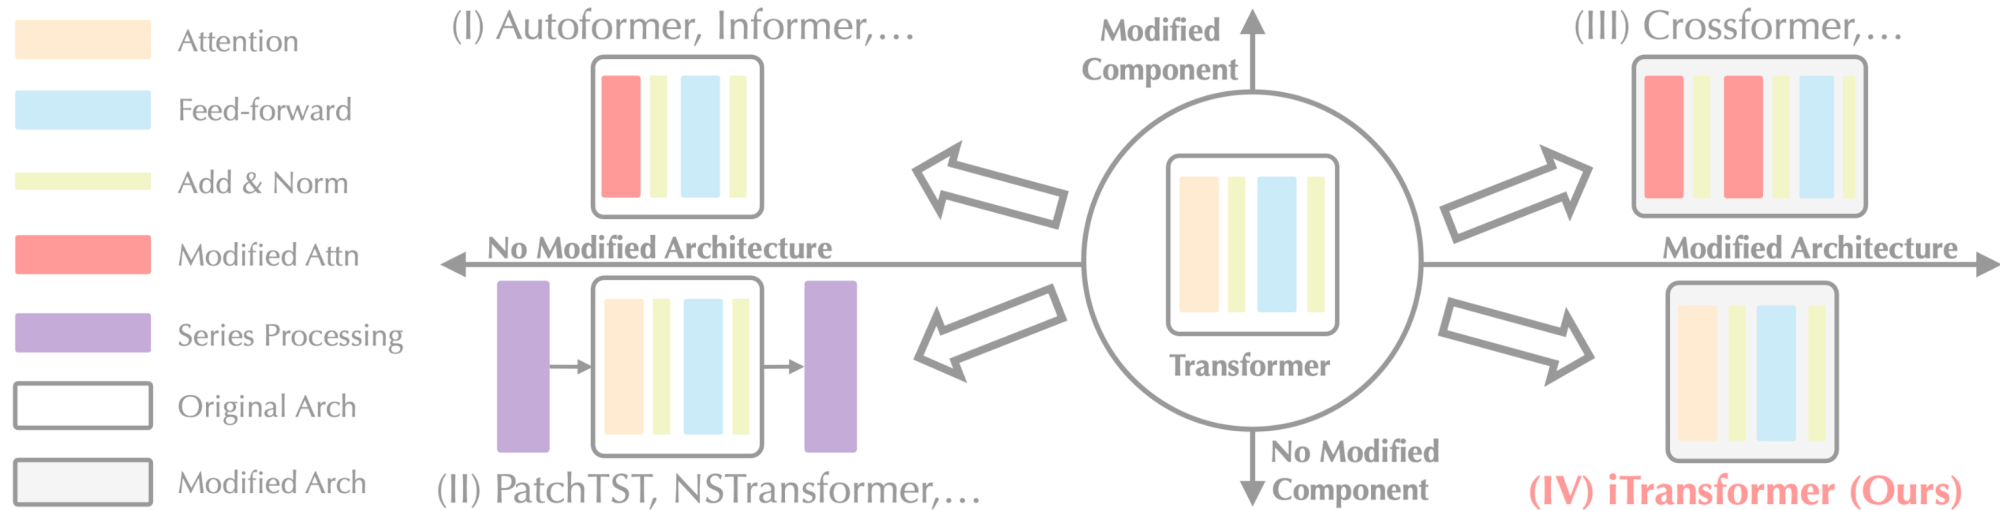 Attention
Feed-forward
Add & Norm
Modified Attn
Series Processing
Original Arch
Modified Arch
(I) Autoformer, Informer,...
No Modified Architecture
(II) PatchTST, NSTransformer,...
Modified
Component
Transformer
No Modified
Component
(III) Crossformer,...
Modified Architecture
(IV) iTransformer (Ours)